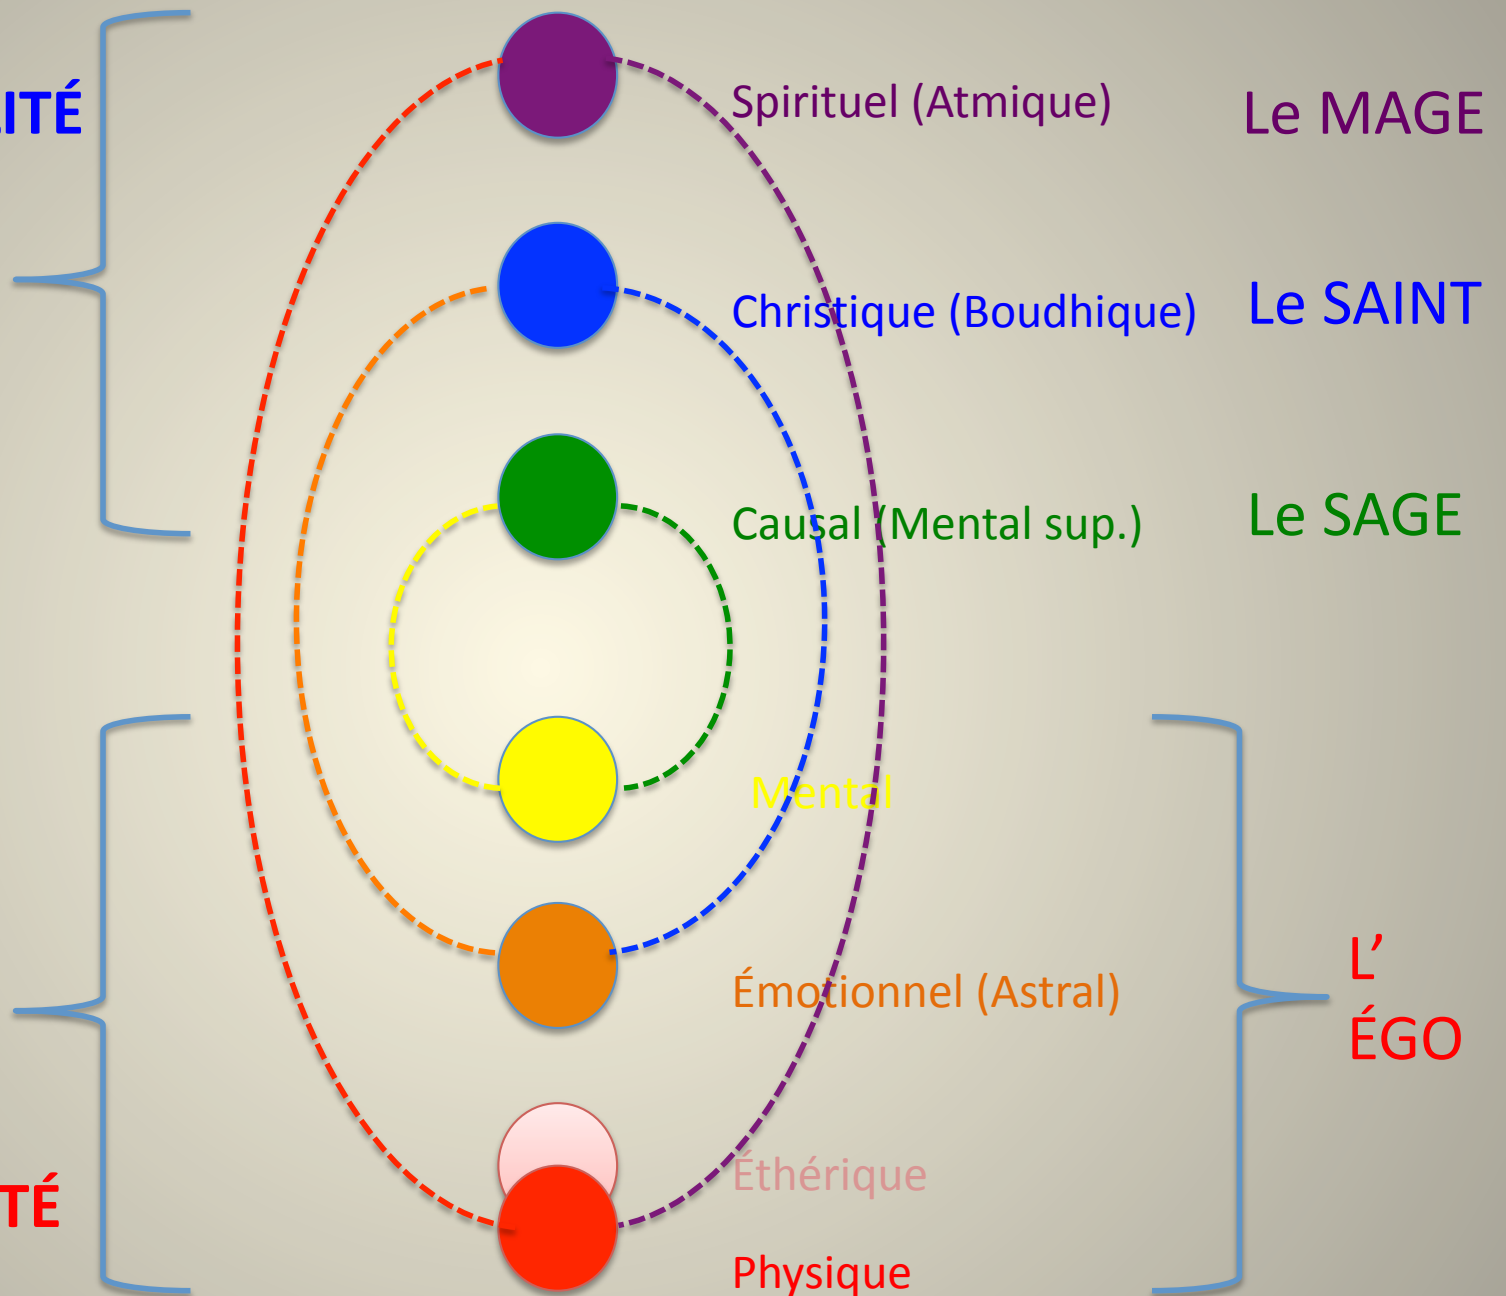 ITÉ
Spirituel (Atmique)
Le MAGE
Christique (Boudhique)
Le SAINT
Causal (Mental sup.)
Le SAGE
Mental
Émotionnel (Astral)
L’
ÉGO
Éthérique
TÉ
Physique